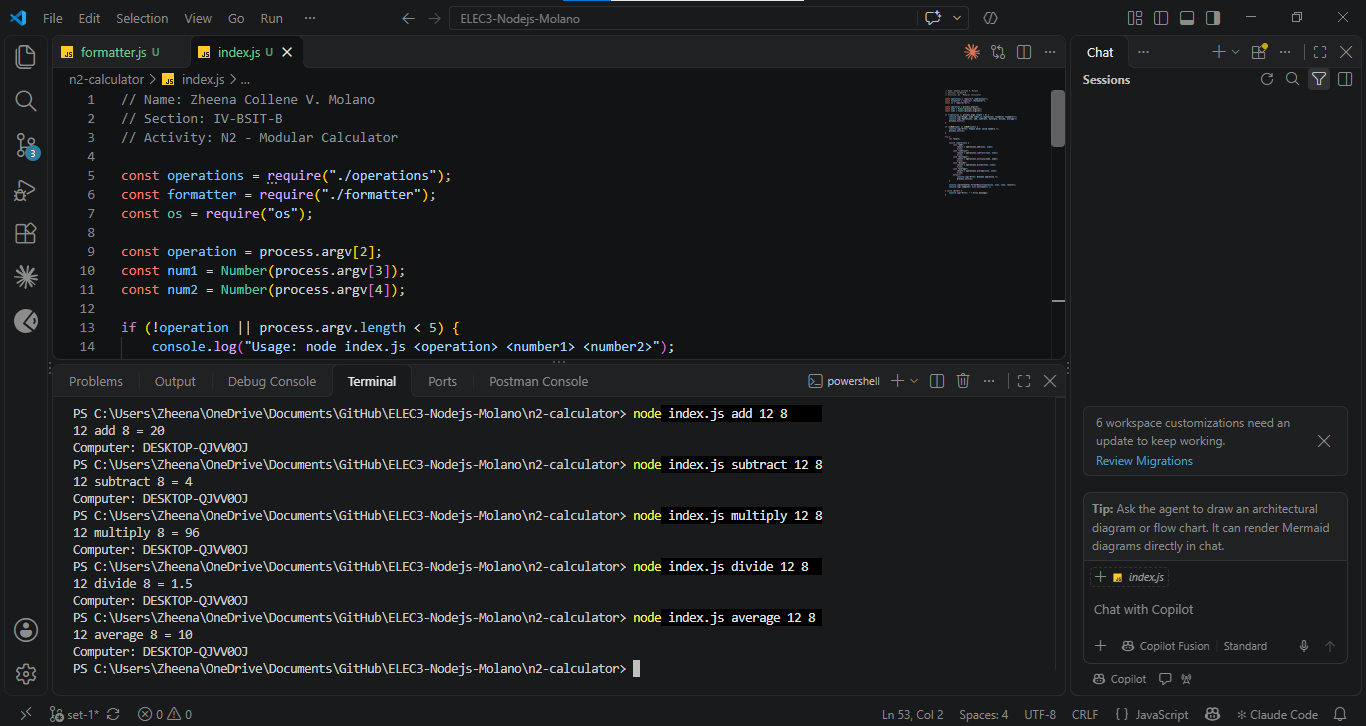 File Edit Selection View Go Run ··· ELEC3-Nodejs-Molano
formatter.js U index.js U
n2-calculator > index.js > ...
1 // Name: Zheena Collene V. Molano
2 // Section: IV-BSIT-B
3 // Activity: N2 - Modular Calculator
4
5 const operations = require("./operations");
6 const formatter = require("./formatter");
7 const os = require("os");
8
9 const operation = process.argv[2];
10 const num1 = Number(process.argv[3]);
11 const num2 = Number(process.argv[4]);
12
13 if (!operation || process.argv.length < 5) {
14 console.log("Usage: node index.js <operation> <number1> <number2>");
Problems Output Debug Console Terminal Ports Postman Console powershell
PS C:\Users\Zheena\OneDrive\Documents\GitHub\ELEC3-Nodejs-Molano\n2-calculator> node index.js add 12 8
12 add 8 = 20
Computer: DESKTOP-QJVV0OJ
PS C:\Users\Zheena\OneDrive\Documents\GitHub\ELEC3-Nodejs-Molano\n2-calculator> node index.js subtract 12 8
12 subtract 8 = 4
Computer: DESKTOP-QJVV0OJ
PS C:\Users\Zheena\OneDrive\Documents\GitHub\ELEC3-Nodejs-Molano\n2-calculator> node index.js multiply 12 8
12 multiply 8 = 96
Computer: DESKTOP-QJVV0OJ
PS C:\Users\Zheena\OneDrive\Documents\GitHub\ELEC3-Nodejs-Molano\n2-calculator> node index.js divide 12 8
12 divide 8 = 1.5
Computer: DESKTOP-QJVV0OJ
PS C:\Users\Zheena\OneDrive\Documents\GitHub\ELEC3-Nodejs-Molano\n2-calculator> node index.js average 12 8
12 average 8 = 10
Computer: DESKTOP-QJVV0OJ
PS C:\Users\Zheena\OneDrive\Documents\GitHub\ELEC3-Nodejs-Molano\n2-calculator>
Chat
Sessions
6 workspace customizations need an
update to keep working.
Review Migrations
Tip: Ask the agent to draw an architectural
diagram or flow chart. It can render Mermaid
diagrams directly in chat.
index.js
Chat with Copilot
Copilot Fusion Standard
Copilot
3
set-1* 0 0 Ln 53, Col 2 Spaces: 4 UTF-8 CRLF {} JavaScript Claude Code